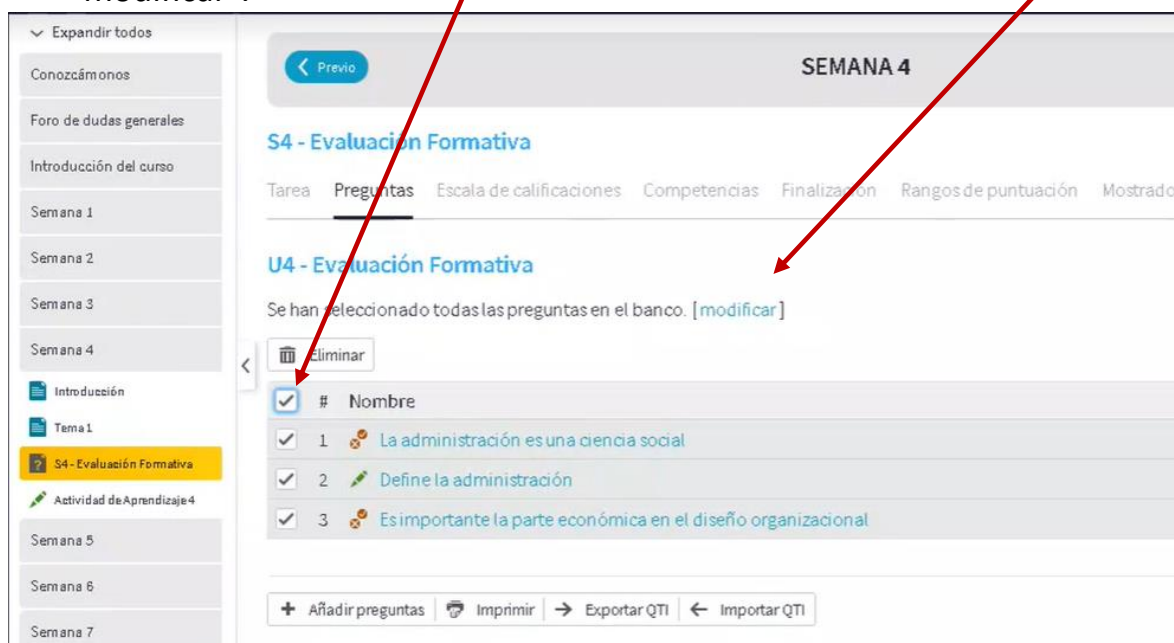 Expandir todos
Conozcámonos
Foro de dudas generales
Introducción del curso
Semana 1
Semana 2
Semana 3
Semana 4
Introducción
Tema 1
S4 - Evaluación Formativa
Actividad de Aprendizaje 4
Semana 5
Semana 6
Semana 7
Previo
SEMANA 4
S4 - Evaluación Formativa
Tarea Preguntas Escala de calificaciones Competencias Finalización Rangos de puntuación
U4 - Evaluación Formativa
Se han seleccionado todas las preguntas en el banco. [modificar]
Eliminar
# Nombre
1 La administración es una ciencia social
2 Define la administración
3 Es importante la parte económica en el diseño organizacional
+ Añadir preguntas Imprimir → Exportar QTI ← Importar QTI